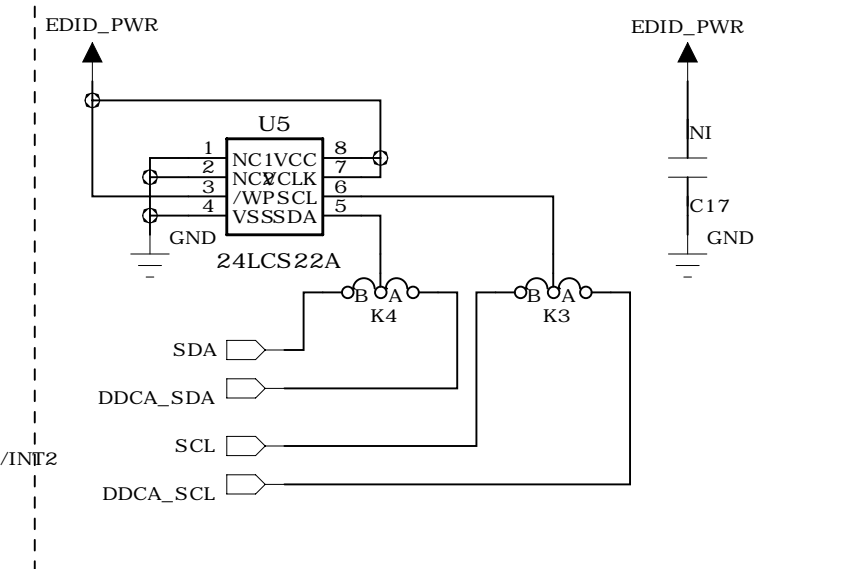 EDID_PWR
EDID_PWR
U5
1 NC1 VCC 8
2 NC2 VCLK 7
3 /WP SCL 6
4 VSS SDA 5
NI
C17
GND
GND
24LCS22A
B A
B A
K4
K3
SDA
DDCA_SDA
SCL
/INT2
DDCA_SCL